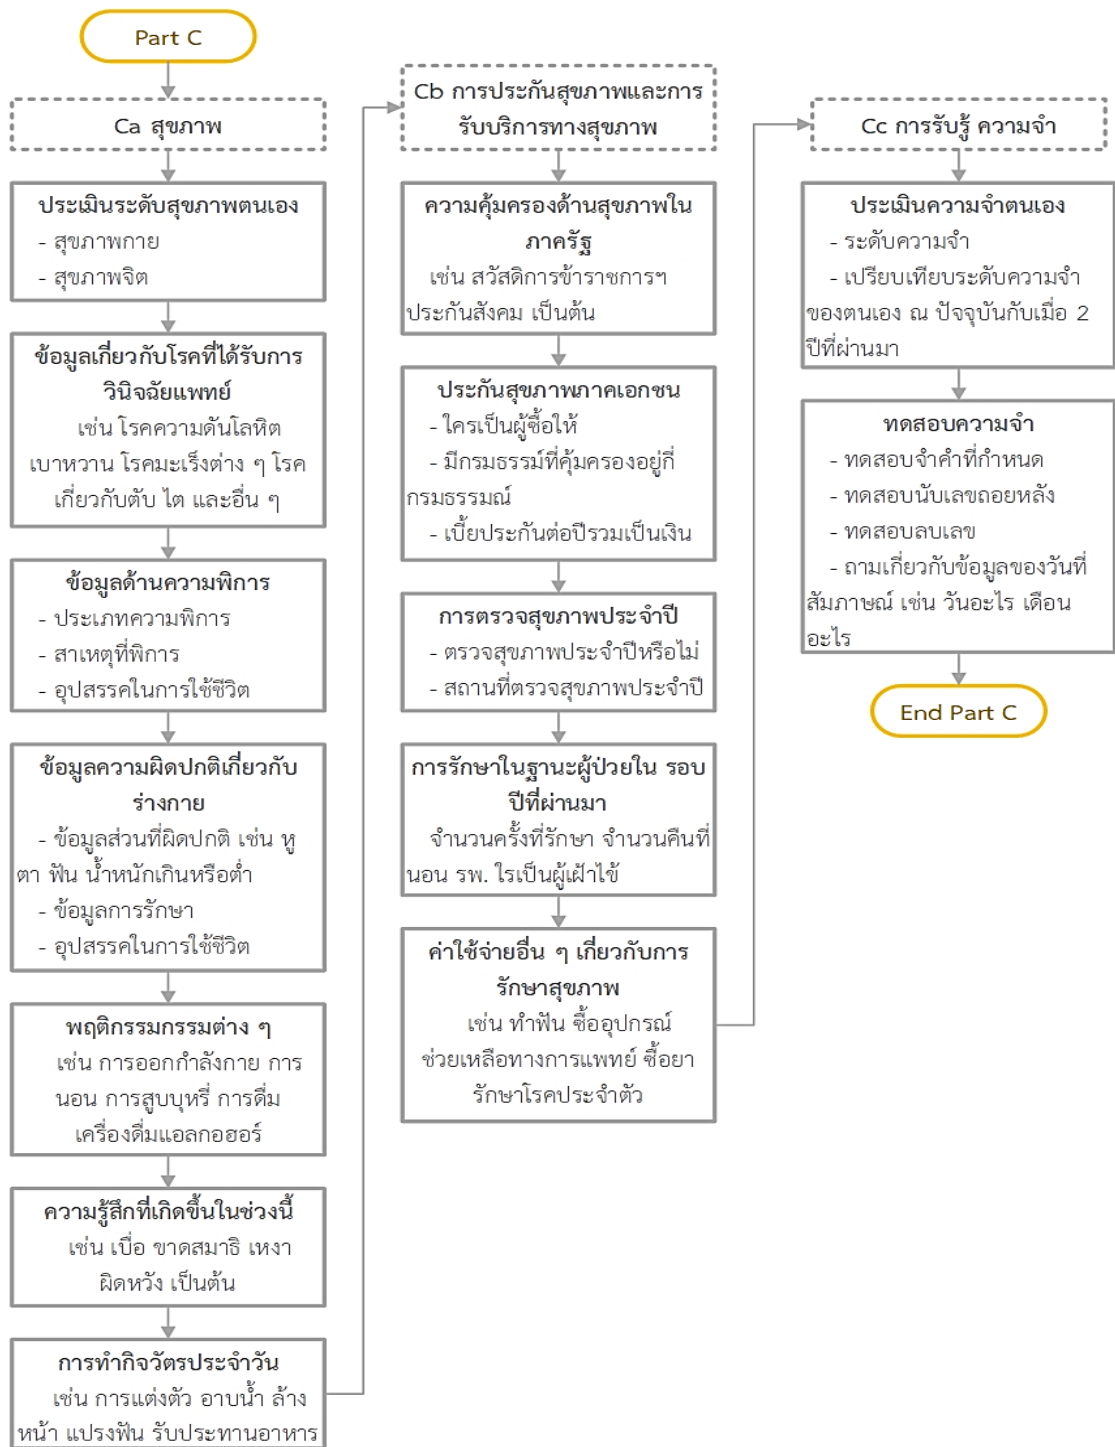 Part C
Ca สุขภาพ
ประเมินระดับสุขภาพตนเอง
- สุขภาพกาย
- สุขภาพจิต
ข้อมูลเกี่ยวกับโรคที่ได้รับการ
วินิจฉัยแพทย์
เช่น โรคความดันโลหิต
เบาหวาน โรคมะเร็งต่าง ๆ โรค
เกี่ยวกับตับ ไต และอื่น ๆ
ข้อมูลด้านความพิการ
- ประเภทความพิการ
- สาเหตุที่พิการ
- อุปสรรคในการใช้ชีวิต
ข้อมูลความผิดปกติเกี่ยวกับ
ร่างกาย
- ข้อมูลส่วนที่ผิดปกติ เช่น หู
ตา ฟัน น้ำหนักเกินหรือต่ำ
- ข้อมูลการรักษา
- อุปสรรคในการใช้ชีวิต
พฤติกรรมกรรมต่าง ๆ
เช่น การออกกำลังกาย การ
นอน การสูบบุหรี่ การดื่ม
เครื่องดื่มแอลกอฮอร์
ความรู้สึกที่เกิดขึ้นในช่วงนี้
เช่น เบื่อ ขาดสมาธิ เหงา
ผิดหวัง เป็นต้น
การทำกิจวัตรประจำวัน
เช่น การแต่งตัว อาบน้ำ ล้าง
หน้า แปรงฟัน รับประทานอาหาร
Cb การประกันสุขภาพและการ
รับบริการทางสุขภาพ
ความคุ้มครองด้านสุขภาพใน
ภาครัฐ
เช่น สวัสดิการข้าราชการฯ
ประกันสังคม เป็นต้น
ประกันสุขภาพภาคเอกชน
- ใครเป็นผู้ซื้อให้
- มีกรมธรรม์ที่คุ้มครองอยู่กี่
กรมธรรมณ์
- เบี้ยประกันต่อปีรวมเป็นเงิน
การตรวจสุขภาพประจำปี
- ตรวจสุขภาพประจำปีหรือไม่
- สถานที่ตรวจสุขภาพประจำปี
การรักษาในฐานะผู้ป่วยใน รอบ
ปีที่ผ่านมา
จำนวนครั้งที่รักษา จำนวนคืนที่
นอน รพ. ใรเป็นผู้เฝ้าไข้
ค่าใช้จ่ายอื่น ๆ เกี่ยวกับการ
รักษาสุขภาพ
เช่น ทำฟัน ซื้ออุปกรณ์
ช่วยเหลือทางการแพทย์ ซื้อยา
รักษาโรคประจำตัว
Cc การรับรู้ ความจำ
ประเมินความจำตนเอง
- ระดับความจำ
- เปรียบเทียบระดับความจำ
ของตนเอง ณ ปัจจุบันกับเมื่อ 2
ปีที่ผ่านมา
ทดสอบความจำ
- ทดสอบจำคำที่กำหนด
- ทดสอบนับเลขถอยหลัง
- ทดสอบลบเลข
- ถามเกี่ยวกับข้อมูลของวันที่
สัมภาษณ์ เช่น วันอะไร เดือน
อะไร
End Part C